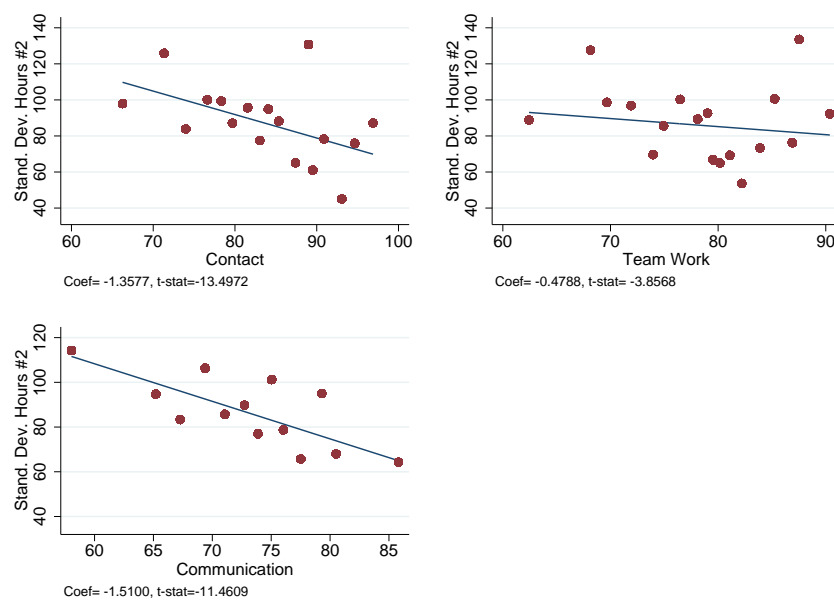 Stand. Dev. Hours #2
140
120
100
80
60
40
60 70 80 90 100
Contact
Coef= -1.3577, t-stat=-13.4972
Stand. Dev. Hours #2
140
120
100
80
60
40
60 70 80 90
Team Work
Coef= -0.4788, t-stat= -3.8568
Stand. Dev. Hours #2
120
100
80
60
40
60 65 70 75 80 85
Communication
Coef= -1.5100, t-stat=-11.4609